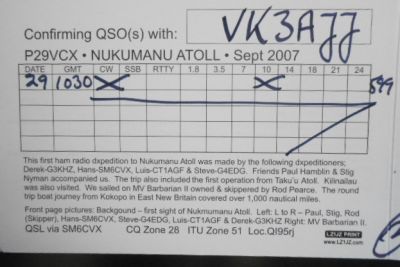 Confirming QSO(s) with: VK3AJJ
P29VCX • NUKUMANU ATOLL • Sept 2007
DATE GMT CW SSB RTTY 1.8 3.5 7 10 14 18 21 24
29 1030 X X 599
This first ham radio dxpedition to Nukumanu Atoll was made by the following dxpeditioners;
Derek-G3KHZ, Hans-SM6CVX, Luis-CT1AGF & Steve-G4EDG. Friends Paul Hamblin & Stig
Nyman accompanied us. The trip also included the first operation from Taku'u Atoll. Kilinailau
was also visited. We sailed on MV Barbarian II owned & skippered by Rod Pearce. The round
trip boat journey from Kokopo in East New Britain covered over 1,000 nautical miles.
Front page pictures: Backgound - first sight of Nukmumanu Atoll. Left: L to R – Paul, Stig, Rod
(Skipper), Hans-SM6CVX, Steve-G4EDG, Luis-CT1AGF & Derek-G3KHZ. Right: MV Barbarian II.
QSL via SM6CVX CQ Zone 28 ITU Zone 51 Loc.QI95rj
LZ1JZ PRINT
www.LZ1JZ.com